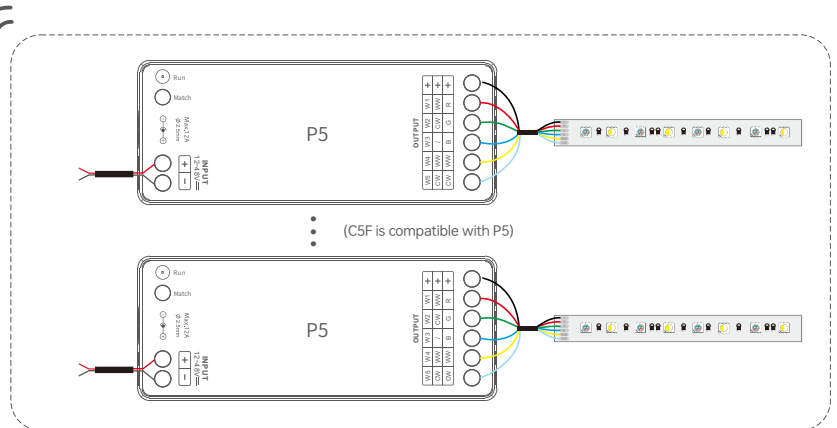 Run
Match
Max.12A
Ø2.5mm
+
−
INPUT
12-48V
P5
OUTPUT
+ + +
W1 WW R
W2 CW G
W3 / B
W4 WW WW
W5 CW CW
(C5F is compatible with P5)
Run
Match
Max.12A
Ø2.5mm
+
−
INPUT
12-48V
P5
OUTPUT
+ + +
W1 WW R
W2 CW G
W3 / B
W4 WW WW
W5 CW CW